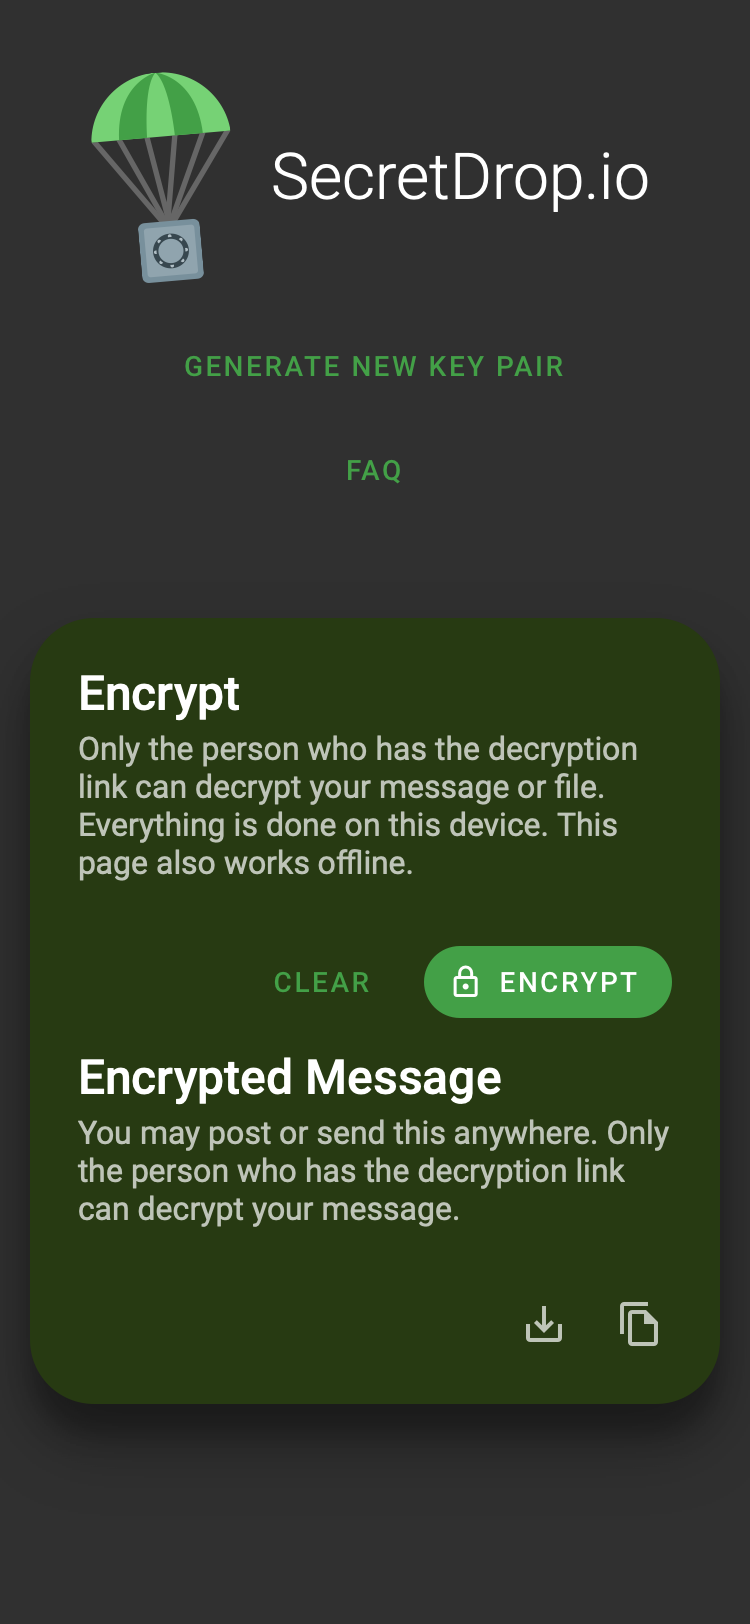 SecretDrop.io
GENERATE NEW KEY PAIR
FAQ
Encrypt
Only the person who has the decryption
link can decrypt your message or file.
Everything is done on this device. This
page also works offline.
CLEAR
ENCRYPT
Encrypted Message
You may post or send this anywhere. Only
the person who has the decryption link
can decrypt your message.